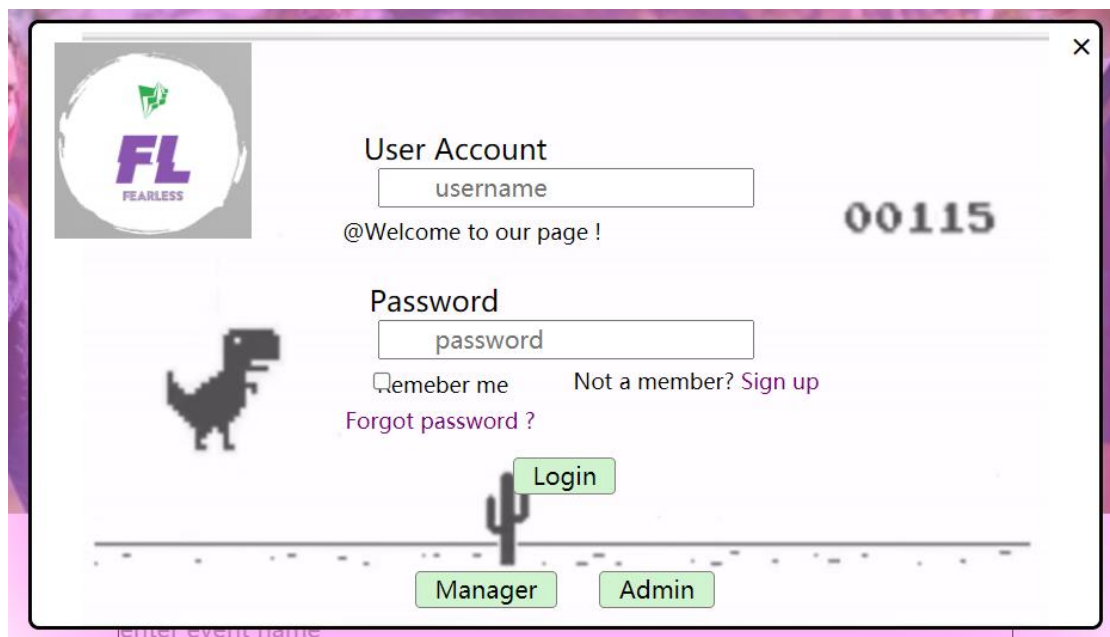 ×
FL
FEARLESS
User Account
username
@Welcome to our page !
00115
Password
password
Remeber me
Not a member? Sign up
Forgot password ?
Login
Manager
Admin
enter event name